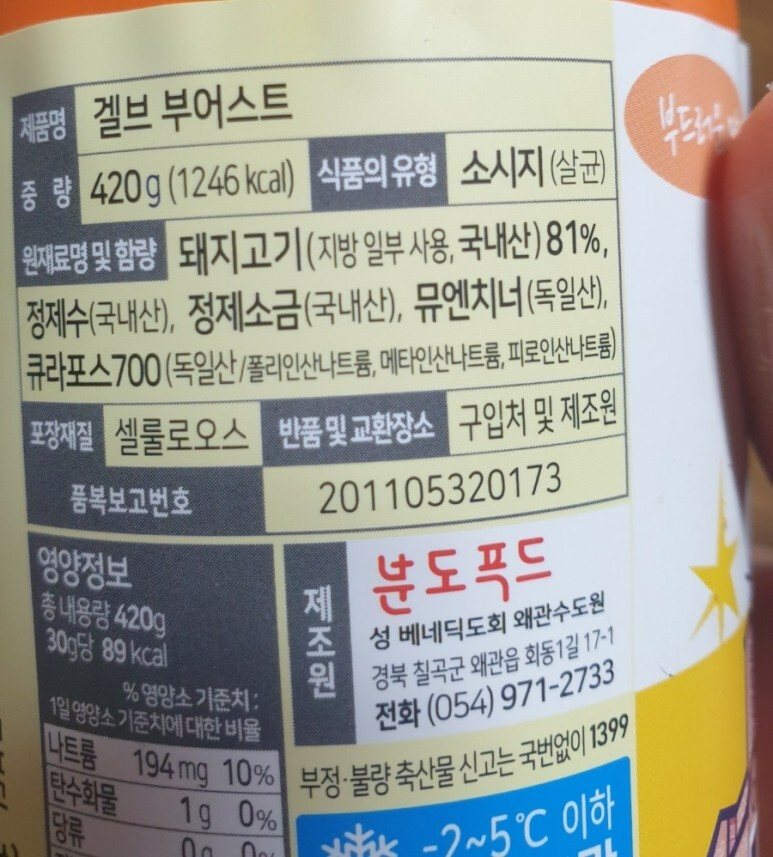 부드러운
제품명 겔브 부어스트
중 량 420g (1246 kcal) 식품의 유형 소시지(살균)
원재료명 및 함량 돼지고기(지방 일부 사용, 국내산) 81%,
정제수(국내산), 정제소금(국내산), 뮤엔치너(독일산),
큐라포스700(독일산/폴리인산나트륨, 메타인산나트륨, 피로인산나트륨)
포장재질 셀룰로오스 반품 및 교환장소 구입처 및 제조원
품복보고번호 201105320173
영양정보
총 내용량 420g
30g당 89 kcal
% 영양소 기준치:
1일 영양소 기준치에 대한 비율
나트륨 194 mg 10%
탄수화물 1g 0%
당류 0g 0%
제조원
분도푸드
성 베네딕도회 왜관수도원
경북 칠곡군 왜관읍 회동1길 17-1
전화 (054) 971-2733
부정·불량 축산물 신고는 국번없이 1399
-2~5℃ 이하